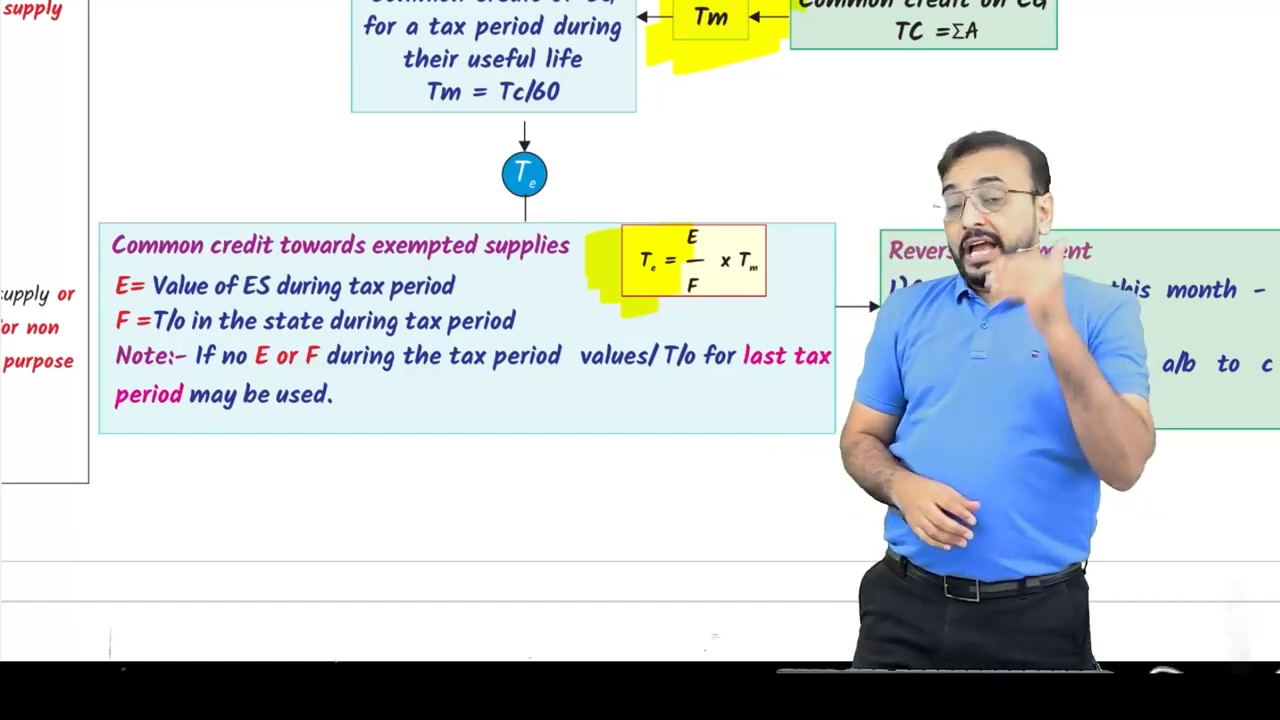 supply
for a tax period during
their useful life
Tm = Tc/60
Tm
TC =ΣA
Te
Common credit towards exempted supplies
Te = E/F x Tm
E= Value of ES during tax period
F =T/o in the state during tax period
Note:- If no E or F during the tax period values/ T/o for last tax
period may be used.
supply or
or non
purpose
this month -
a/b to c